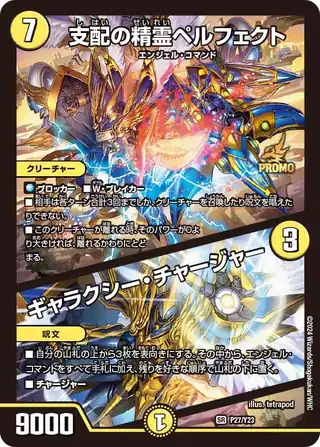 7
しはい せいれい
支配の精霊ペルフェクト
エンジェル・コマンド
クリーチャー
PROMO
ブロッカー ■W・ブレイカー
■相手は各ターン合計3回までしか、クリーチャーを召喚したり呪文を唱えた
りできない。
■このクリーチャーが離れる時、そのパワーが0よ
り大きければ、離れるかわりにとど
まる。
3
ギャラクシー・チャージャー
呪文
■自分の山札の上から3枚を表向きにする。その中から、エンジェル・
コマンドをすべて手札に加え、残りを好きな順序で山札の下に置く。
■チャージャー
©2024 Wizards/Shogakukan/WHC
illus. tetrapod
9000
1
SR P27/Y23